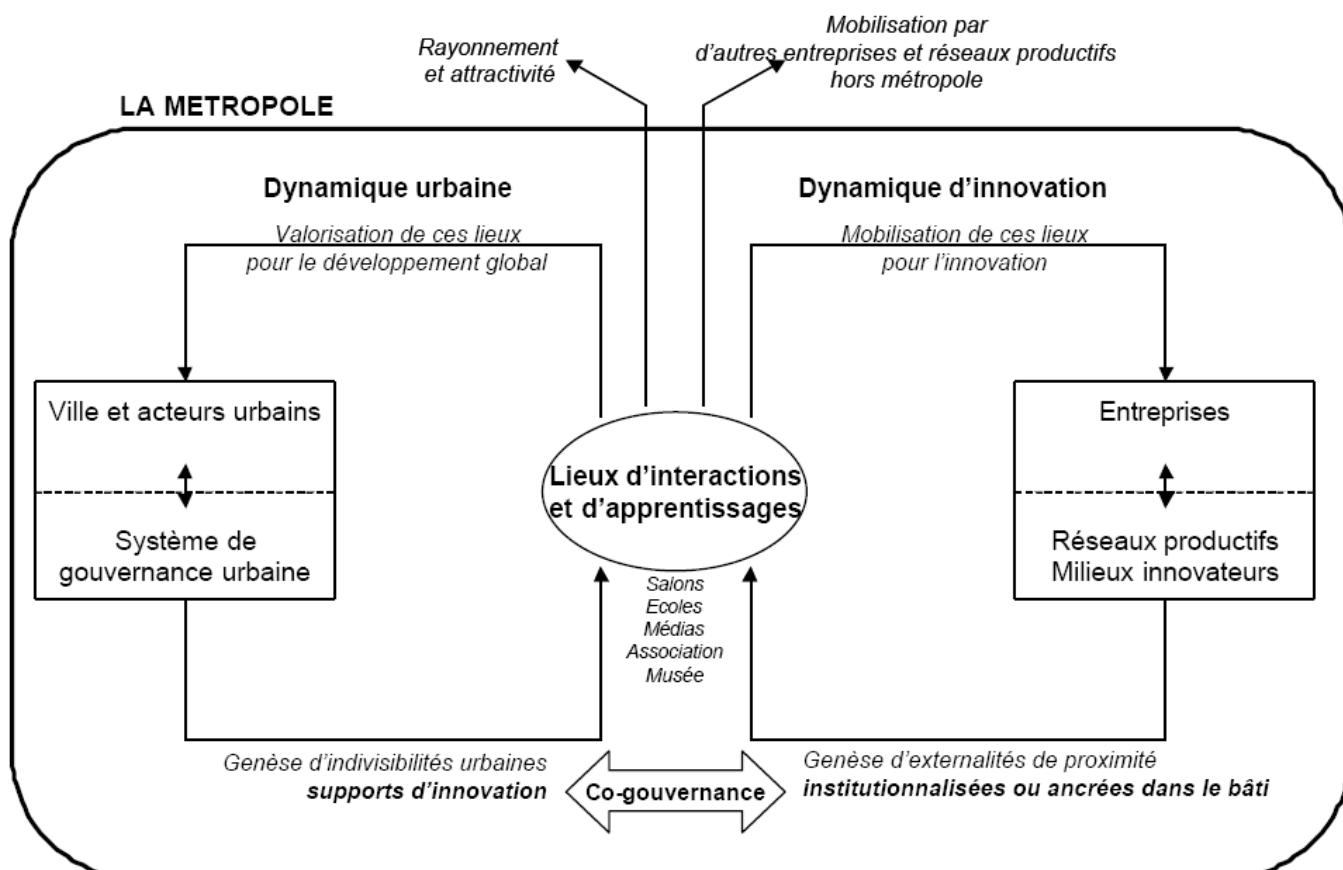 Rayonnement
et attractivité
Mobilisation par
d'autres entreprises et réseaux productifs
hors métropole
LA METROPOLE
Dynamique urbaine
Valorisation de ces lieux
pour le développement global
Dynamique d'innovation
Mobilisation de ces lieux
pour l'innovation
Ville et acteurs urbains
Système de
gouvernance urbaine
Lieux d'interactions
et d'apprentissages
Salons
Ecoles
Médias
Association
Musée
Entreprises
Réseaux productifs
Milieux innovateurs
Genèse d'indivisibilités urbaines
supports d'innovation
Co-gouvernance
Genèse d'externalités de proximité
institutionnalisées ou ancrées dans le bâti